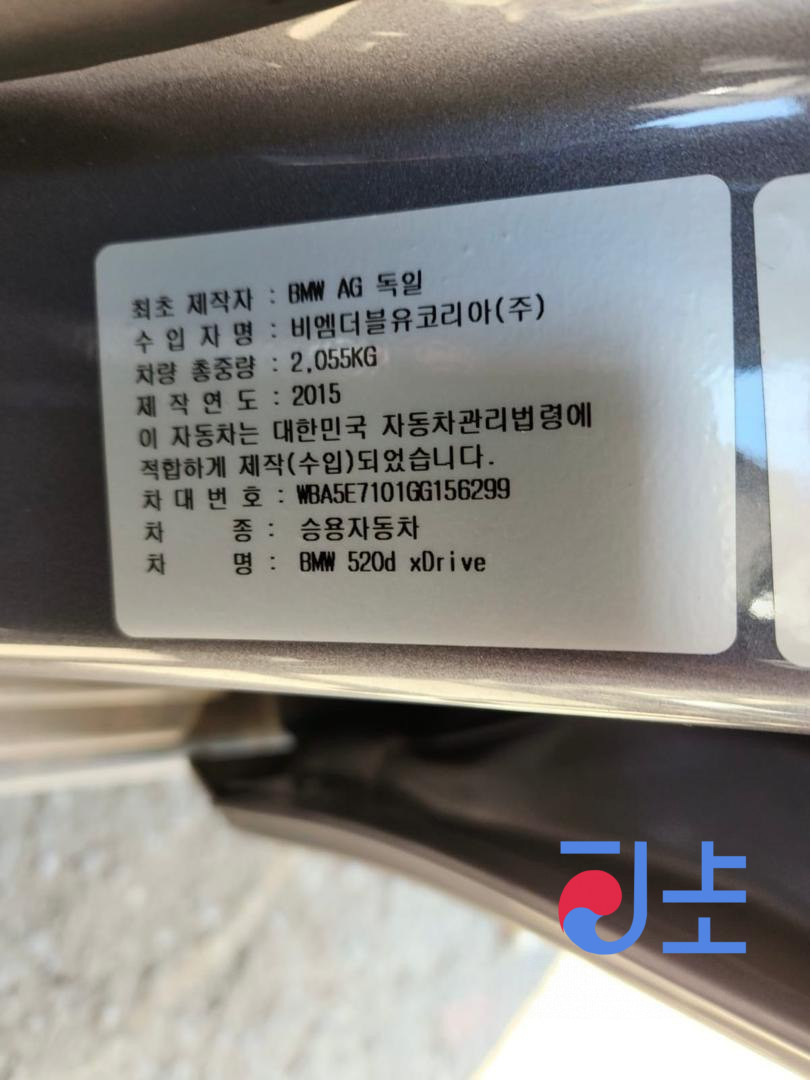 최초 제작자 : BMW AG 독일
수 입 자 명 : 비엠더블유코리아(주)
차량 총중량 : 2,055KG
제 작 연 도 : 2015
이 자동차는 대한민국 자동차관리법령에
적합하게 제작(수입)되었습니다.
차 대 번 호 : WBA5E7101GG156299
차 종 : 승용자동차
차 명 : BMW 520d xDrive